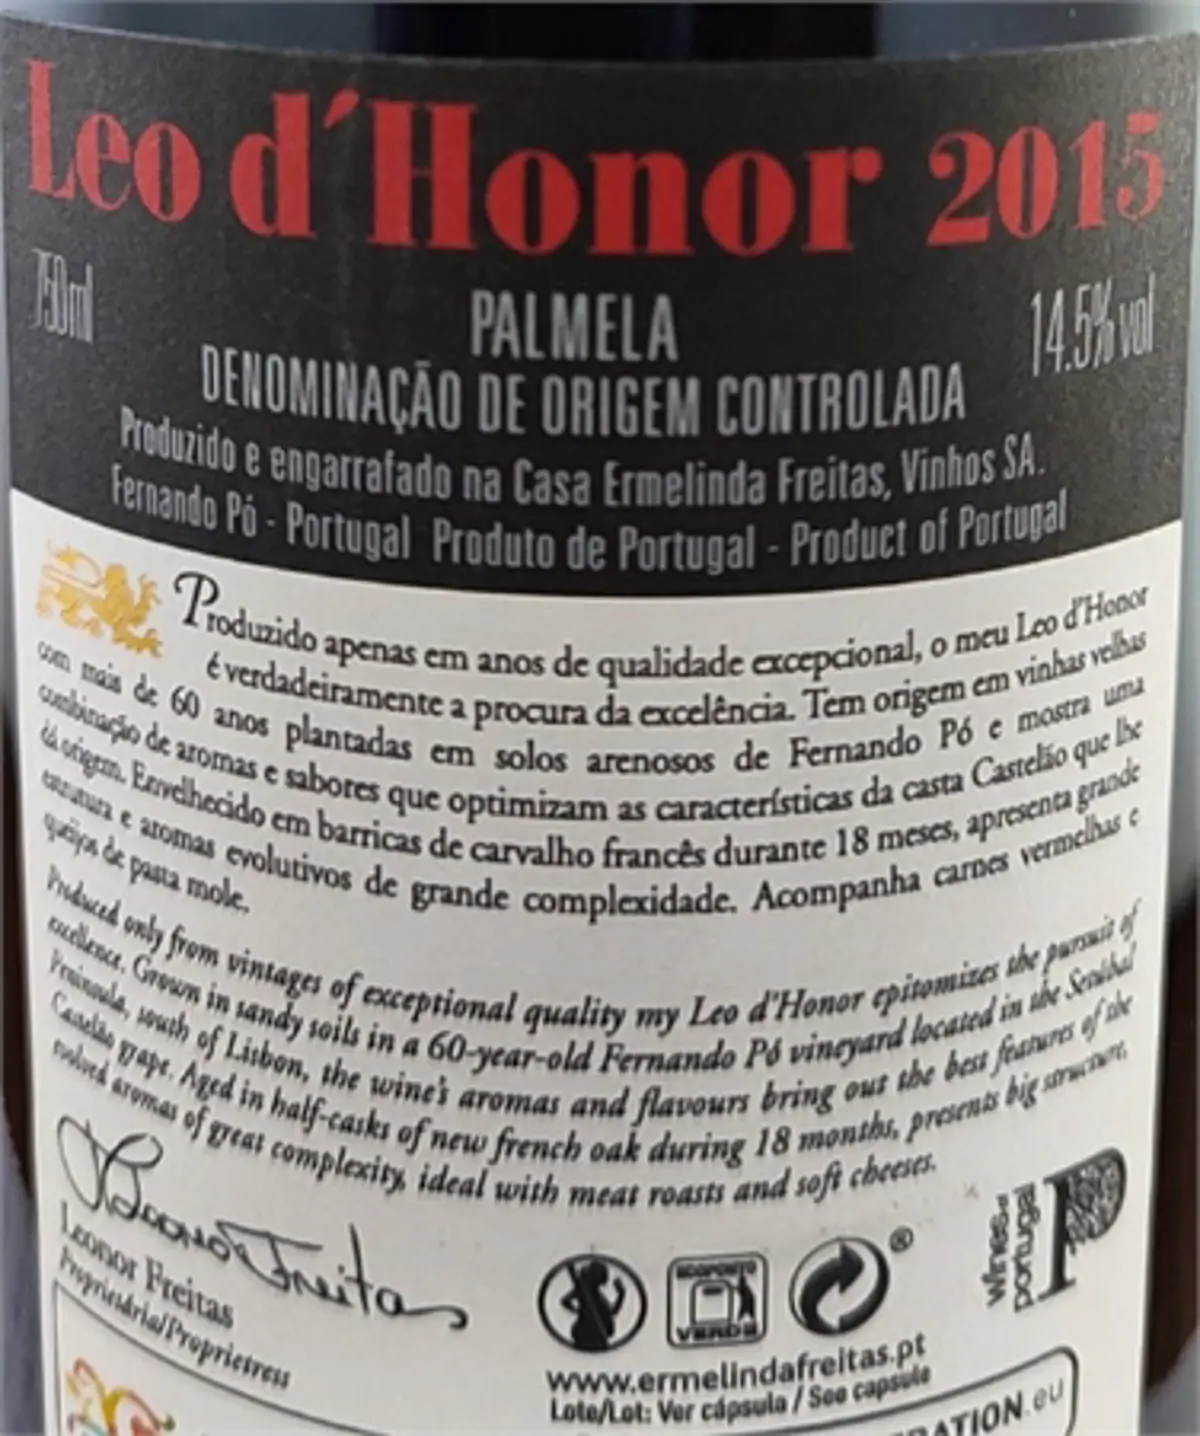 Leo d´Honor 2015
750ml
14.5% vol
PALMELA
DENOMINAÇÃO DE ORIGEM CONTROLADA
Produzido e engarrafado na Casa Ermelinda Freitas, Vinhos SA.
Fernando Pó - Portugal Produto de Portugal - Product of Portugal
Produzido apenas em anos de qualidade excepcional, o meu Leo d'Honor
é verdadeiramente a procura da excelência. Tem origem em vinhas velhas
com mais de 60 anos plantadas em solos arenosos de Fernando Pó e mostra uma
combinação de aromas e sabores que optimizam as características da casta Castelão que lhe
dá origem. Envelhecido em barricas de carvalho francês durante 18 meses, apresenta grande
estrutura e aromas evolutivos de grande complexidade. Acompanha carnes vermelhas e
queijos de pasta mole.
Produced only from vintages of exceptional quality my Leo d'Honor epitomizes the pursuit of
excellence. Grown in sandy soils in a 60-year-old Fernando Pó vineyard located in the Setúbal
Peninsula, south of Lisbon, the wine's aromas and flavours bring out the best features of the
Castelão grape. Aged in half-casks of new french oak during 18 months, presents big structure,
evolved aromas of great complexity, ideal with meat roasts and soft cheeses.
Leonor Freitas
Leonor Freitas
Proprietária/Proprietress
ECOPONTO
VERDE
®
wines of
portugal
P
www.ermelindafreitas.pt
Lote/Lot: Ver cápsula / See capsule
RATION.eu